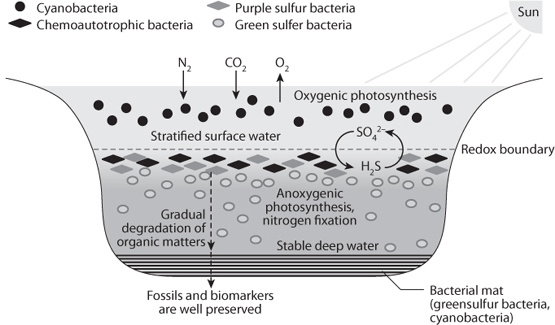 Cyanobacteria
Purple sulfur bacteria
Chemoautotrophic bacteria
Green sulfer bacteria
Sun
N₂
CO₂
O₂
Oxygenic photosynthesis
Stratified surface water
SO₄²⁻
Redox boundary
H₂S
Anoxygenic
photosynthesis,
nitrogen fixation
Gradual
degradation of
organic matters
Stable deep water
Fossils and biomarkers
are well preserved
Bacterial mat
(greensulfur bacteria,
cyanobacteria)